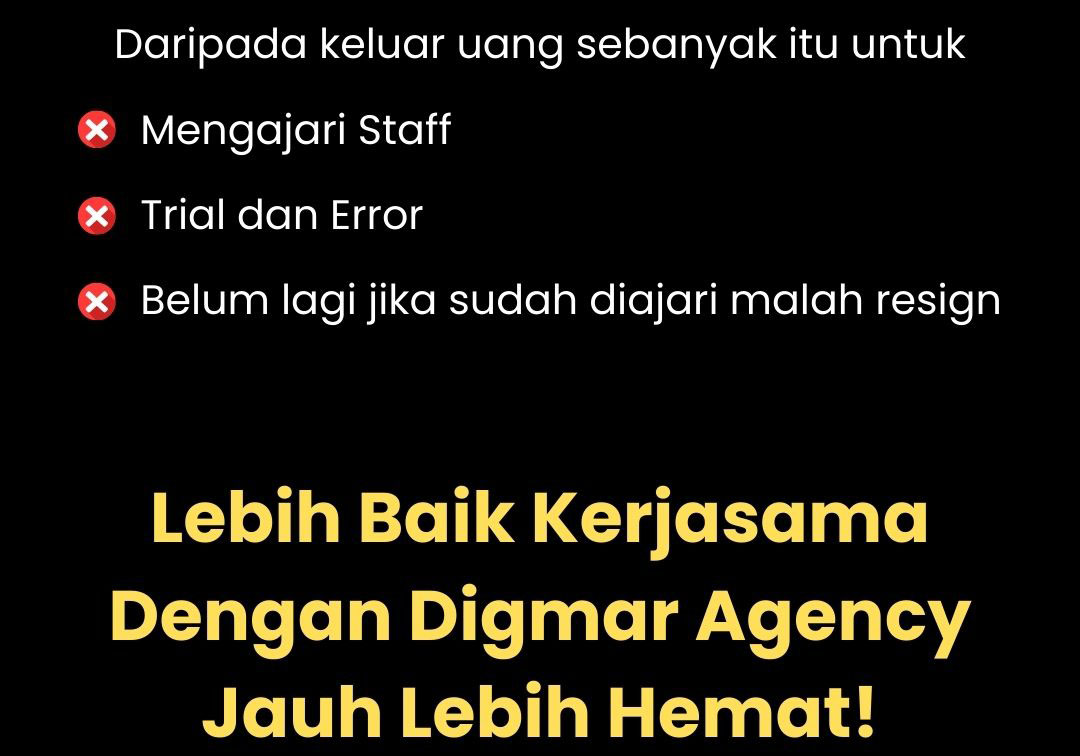 Daripada keluar uang sebanyak itu untuk
Mengajari Staff
Trial dan Error
Belum lagi jika sudah diajari malah resign
Lebih Baik Kerjasama
Dengan Digmar Agency
Jauh Lebih Hemat!